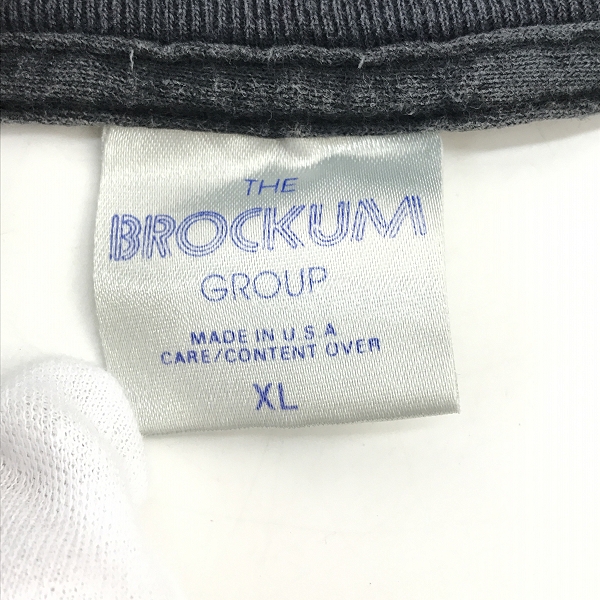 THE
BROCKUM
GROUP
MADE IN U.S.A
CARE/CONTENT OVER
XL